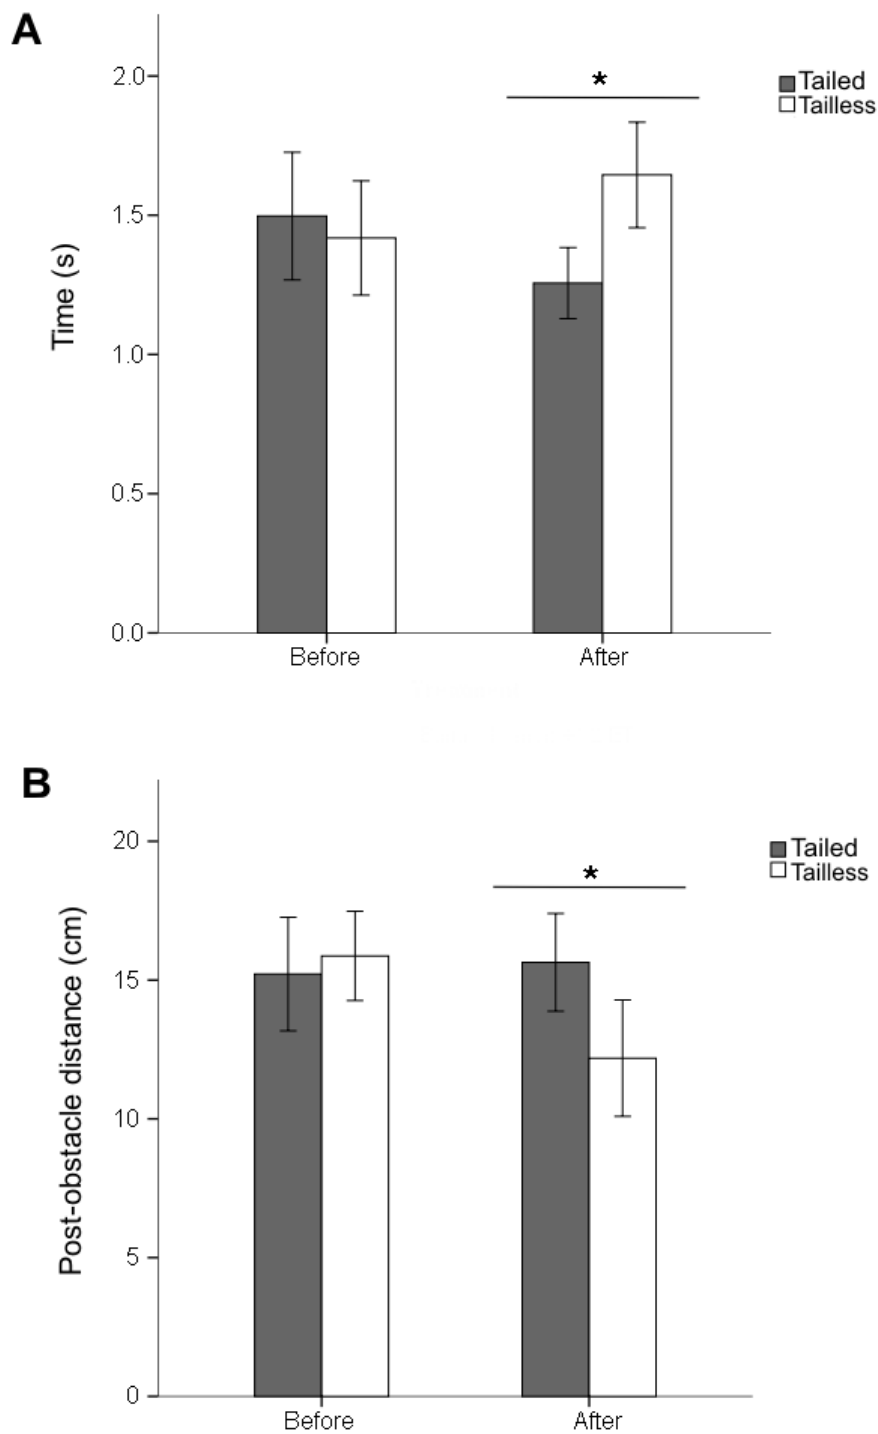 A
2.0
*
Tailed
Tailless
1.5
Time (s)
1.0
0.5
0.0
Before After
B
20
*
Tailed
Tailless
15
Post-obstacle distance (cm)
10
5
0
Before After